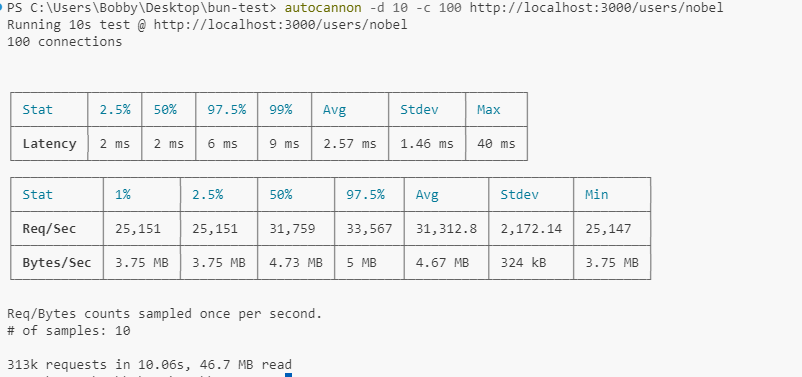 PS C:\Users\Bobby\Desktop\bun-test> autocannon -d 10 -c 100 http://localhost:3000/users/nobel
Running 10s test @ http://localhost:3000/users/nobel
100 connections
Stat 2.5% 50% 97.5% 99% Avg Stdev Max
Latency 2 ms 2 ms 6 ms 9 ms 2.57 ms 1.46 ms 40 ms
Stat 1% 2.5% 50% 97.5% Avg Stdev Min
Req/Sec 25,151 25,151 31,759 33,567 31,312.8 2,172.14 25,147
Bytes/Sec 3.75 MB 3.75 MB 4.73 MB 5 MB 4.67 MB 324 kB 3.75 MB
Req/Bytes counts sampled once per second.
# of samples: 10
313k requests in 10.06s, 46.7 MB read